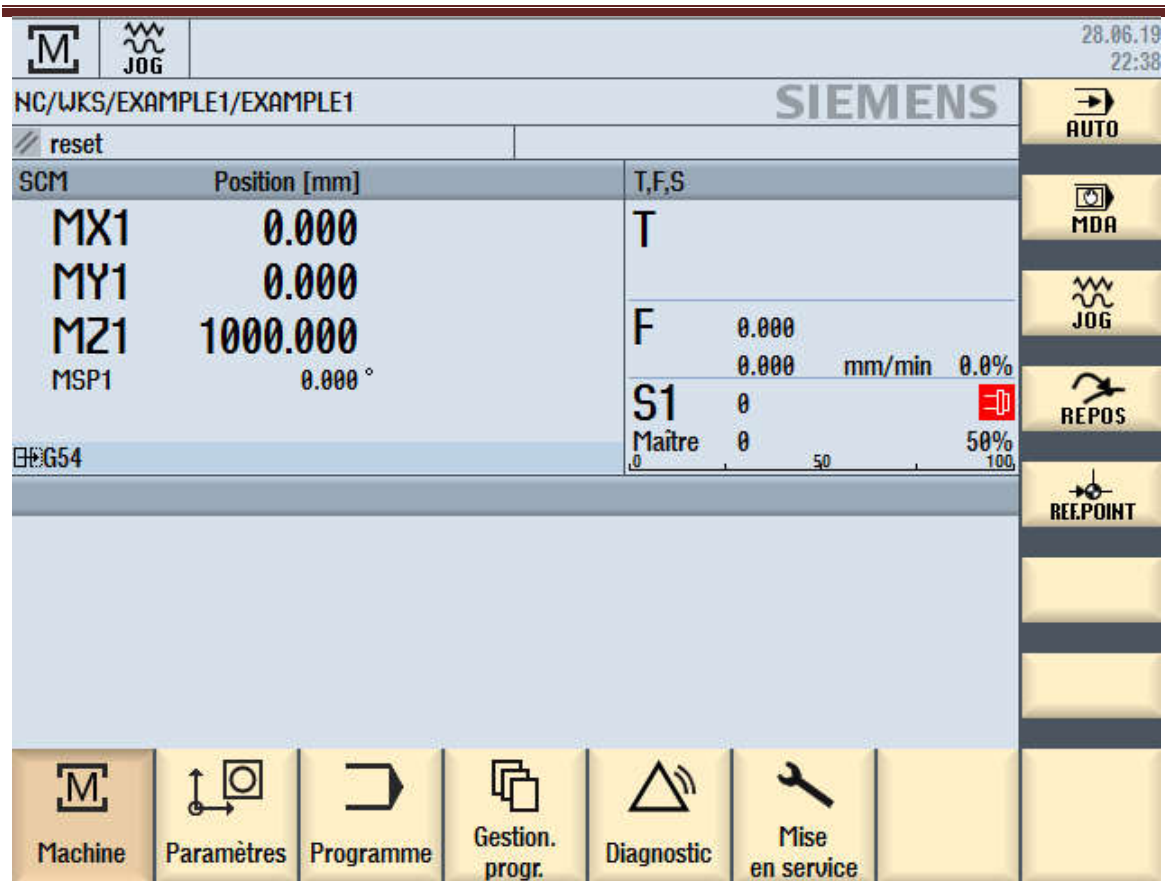 M
JOG
28.06.19
22:38
NC/WKS/EXAMPLE1/EXAMPLE1
SIEMENS
reset
SCM Position [mm]
T,F,S
MX1 0.000
MY1 0.000
MZ1 1000.000
MSP1 0.000 °
T
F 0.000
0.000 mm/min 0.0%
S1 0
Maître 0 50%
0 50 100
G54
AUTO
MDA
JOG
REPOS
REF.POINT
M
Machine
Paramètres
Programme
Gestion.
progr.
Diagnostic
Mise
en service